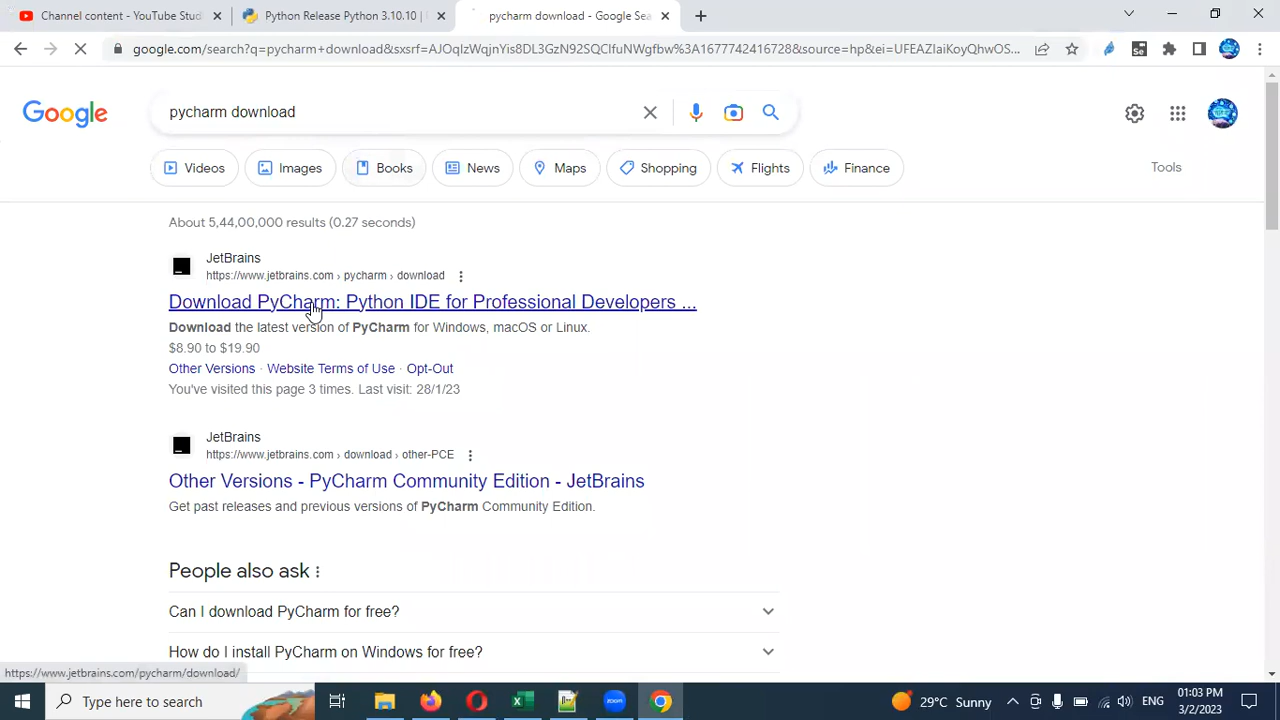 Channel content - YouTube Studi
Python Release Python 3.10.10 | P
pycharm download - Google Sea
google.com/search?q=pycharm+download&sxsrf=AJOqlzWqjnYis8DL3GzN92SQClfuNWgfbw%3A1677742416728&source=hp&ei=UFEAZIaiKoyQhwOS...
Google
pycharm download
Videos
Images
Books
News
Maps
Shopping
Flights
Finance
Tools
About 5,44,00,000 results (0.27 seconds)
JetBrains
https://www.jetbrains.com › pycharm › download
Download PyCharm: Python IDE for Professional Developers ...
Download the latest version of PyCharm for Windows, macOS or Linux.
$8.90 to $19.90
Other Versions · Website Terms of Use · Opt-Out
You've visited this page 3 times. Last visit: 28/1/23
JetBrains
https://www.jetbrains.com › download › other-PCE
Other Versions - PyCharm Community Edition - JetBrains
Get past releases and previous versions of PyCharm Community Edition.
People also ask
Can I download PyCharm for free?
How do I install PyCharm on Windows for free?
https://www.jetbrains.com/pycharm/download/
Type here to search
29°C Sunny
ENG
01:03 PM
3/2/2023